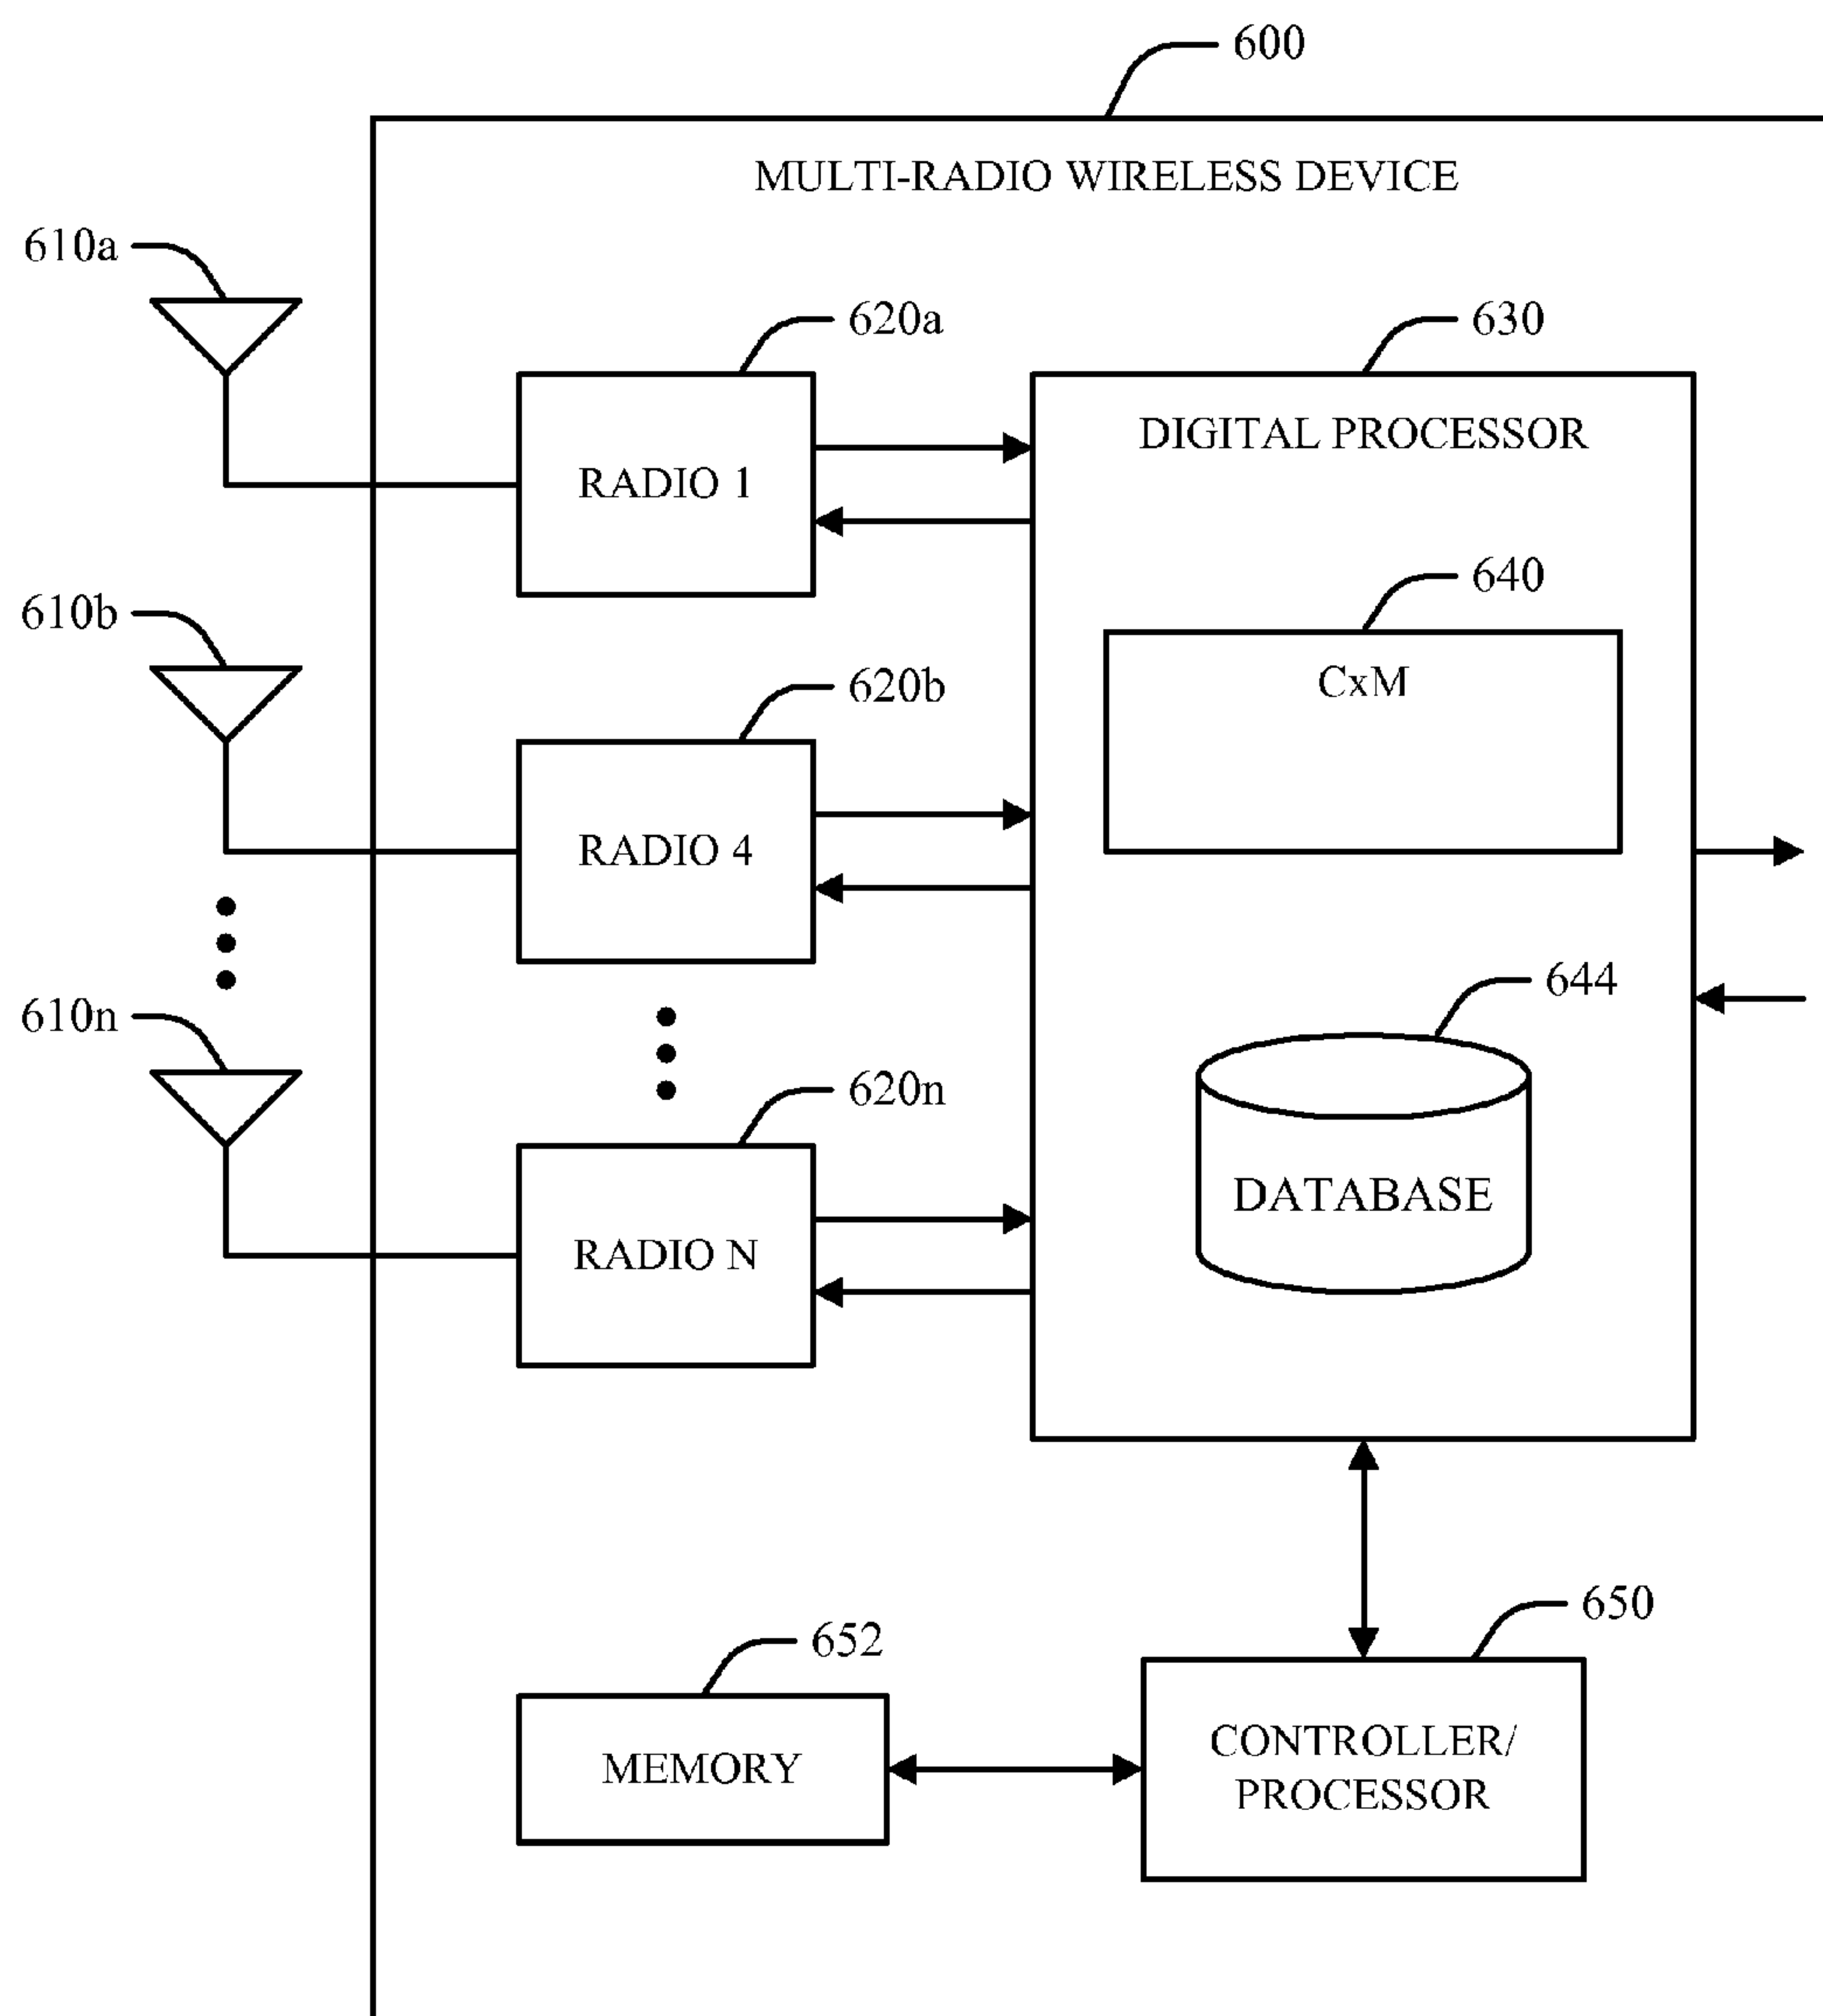 600
MULTI-RADIO WIRELESS DEVICE
610a
620a
630
RADIO 1
DIGITAL PROCESSOR
640
CxM
610b
620b
RADIO 4
644
DATABASE
610n
620n
RADIO N
650
652
MEMORY
CONTROLLER/
PROCESSOR